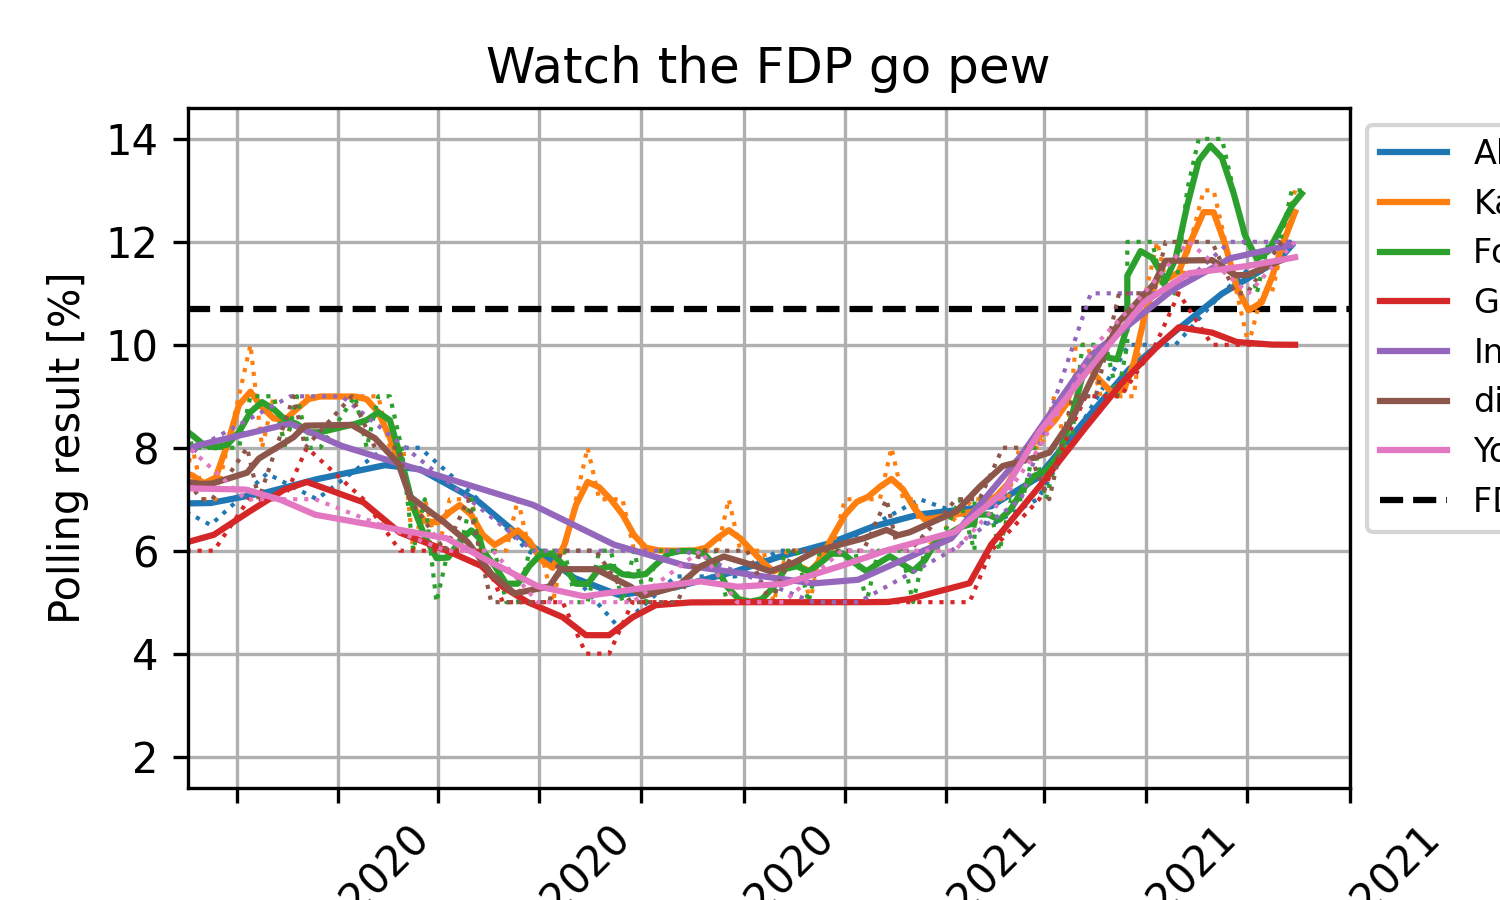 Watch the FDP go pew
Polling result [%]
14
12
10
8
6
4
2
2020
2020
2020
2021
2021
2021
Al
Ka
Fo
G
In
di
Yo
FD